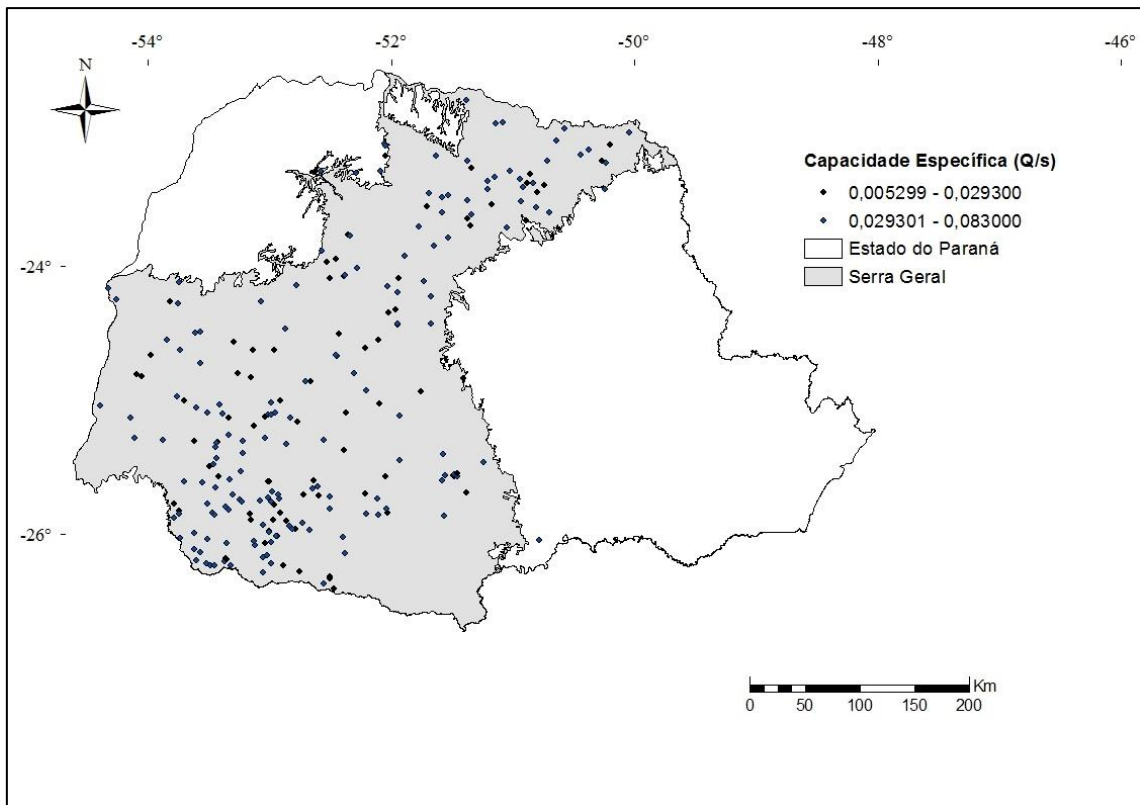 -54° -52° -50° -48° -46°
N
Capacidade Específica (Q/s)
0,005299 - 0,029300
0,029301 - 0,083000
Estado do Paraná
Serra Geral
-24°
-26°
Km
0 50 100 150 200